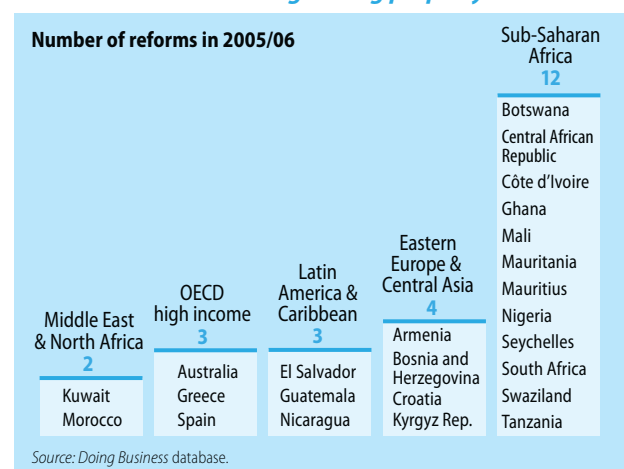 Number of reforms in 2005/06
Middle East
& North Africa
2
Kuwait
Morocco
OECD
high income
3
Australia
Greece
Spain
Latin
America &
Caribbean
3
El Salvador
Guatemala
Nicaragua
Eastern
Europe &
Central Asia
4
Armenia
Bosnia and
Herzegovina
Croatia
Kyrgyz Rep.
Sub-Saharan
Africa
12
Botswana
Central African
Republic
Côte d’Ivoire
Ghana
Mali
Mauritania
Mauritius
Nigeria
Seychelles
South Africa
Swaziland
Tanzania
Source: Doing Business database.